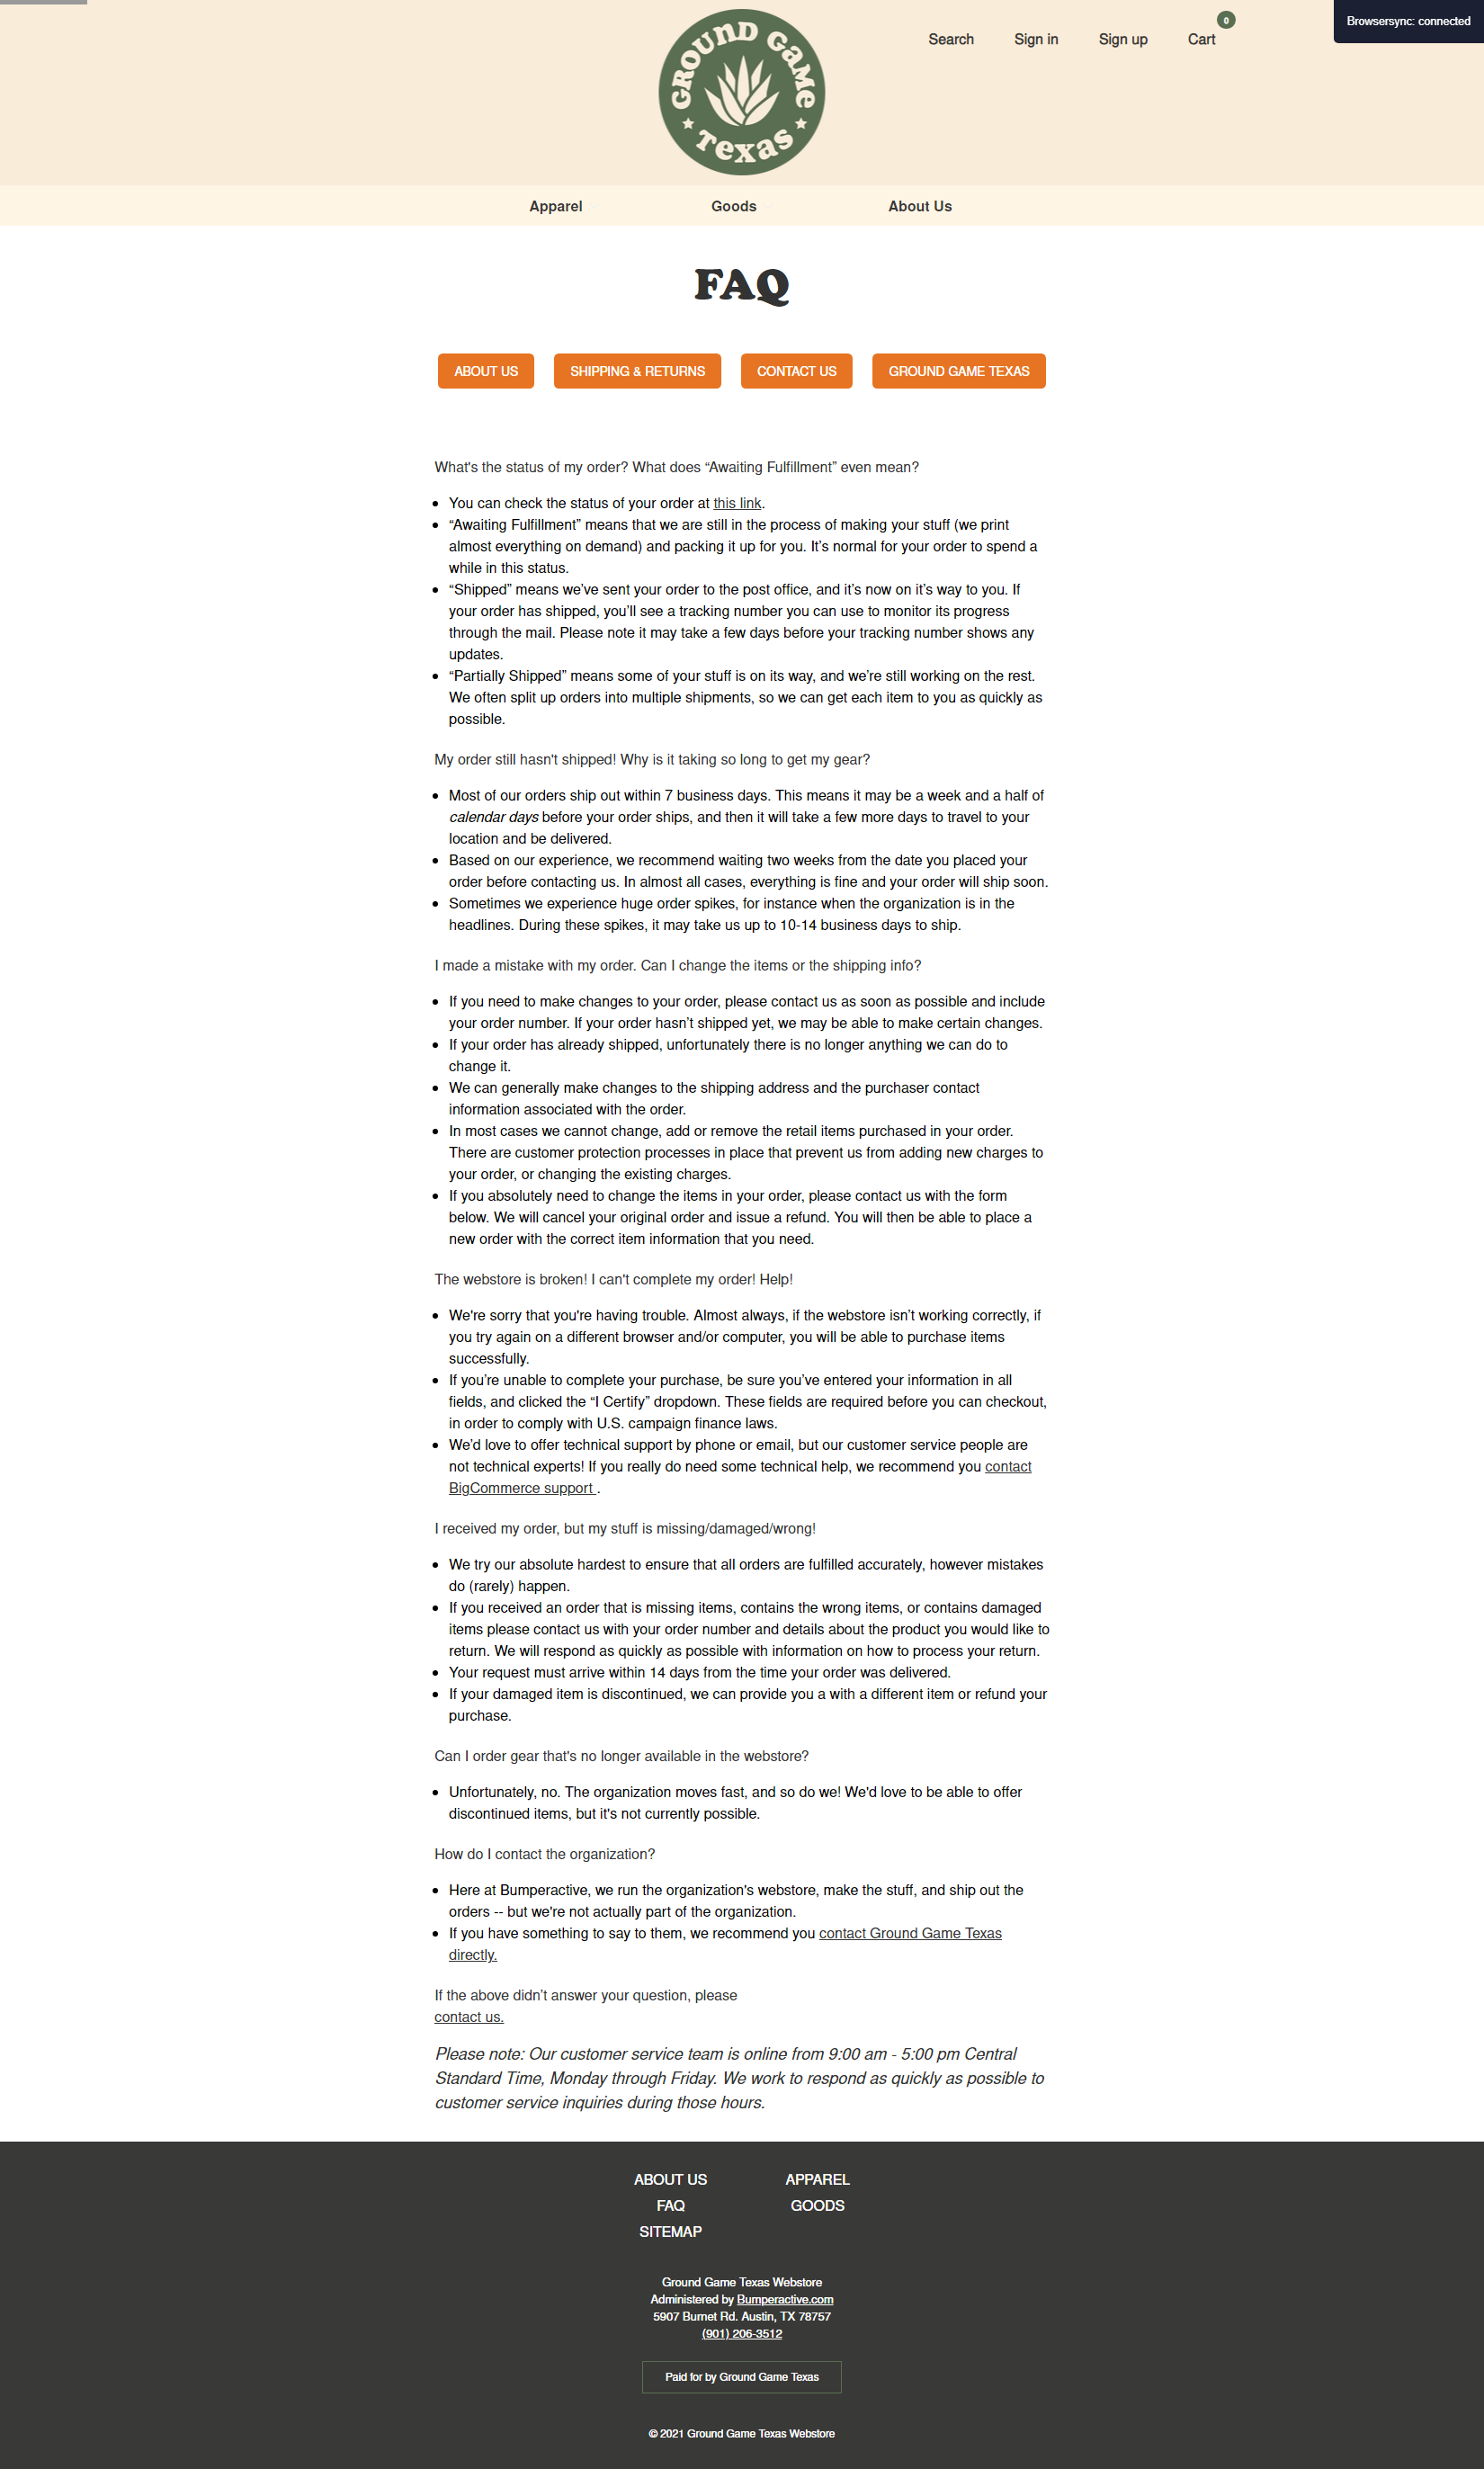 GROUND GAME
TEXAS
Search
Sign in
Sign up
Cart
0
Browsersync: connected
Apparel
Goods
About Us
FAQ
ABOUT US
SHIPPING & RETURNS
CONTACT US
GROUND GAME TEXAS
What's the status of my order? What does “Awaiting Fulfillment” even mean?
You can check the status of your order at this link.
“Awaiting Fulfillment” means that we are still in the process of making your stuff (we print
almost everything on demand) and packing it up for you. It’s normal for your order to spend a
while in this status.
“Shipped” means we’ve sent your order to the post office, and it’s now on it’s way to you. If
your order has shipped, you’ll see a tracking number you can use to monitor its progress
through the mail. Please note it may take a few days before your tracking number shows any
updates.
“Partially Shipped” means some of your stuff is on its way, and we’re still working on the rest.
We often split up orders into multiple shipments, so we can get each item to you as quickly as
possible.
My order still hasn't shipped! Why is it taking so long to get my gear?
Most of our orders ship out within 7 business days. This means it may be a week and a half of
calendar days before your order ships, and then it will take a few more days to travel to your
location and be delivered.
Based on our experience, we recommend waiting two weeks from the date you placed your
order before contacting us. In almost all cases, everything is fine and your order will ship soon.
Sometimes we experience huge order spikes, for instance when the organization is in the
headlines. During these spikes, it may take us up to 10-14 business days to ship.
I made a mistake with my order. Can I change the items or the shipping info?
If you need to make changes to your order, please contact us as soon as possible and include
your order number. If your order hasn’t shipped yet, we may be able to make certain changes.
If your order has already shipped, unfortunately there is no longer anything we can do to
change it.
We can generally make changes to the shipping address and the purchaser contact
information associated with the order.
In most cases we cannot change, add or remove the retail items purchased in your order.
There are customer protection processes in place that prevent us from adding new charges to
your order, or changing the existing charges.
If you absolutely need to change the items in your order, please contact us with the form
below. We will cancel your original order and issue a refund. You will then be able to place a
new order with the correct item information that you need.
The webstore is broken! I can't complete my order! Help!
We're sorry that you're having trouble. Almost always, if the webstore isn’t working correctly, if
you try again on a different browser and/or computer, you will be able to purchase items
successfully.
If you’re unable to complete your purchase, be sure you’ve entered your information in all
fields, and clicked the “I Certify” dropdown. These fields are required before you can checkout,
in order to comply with U.S. campaign finance laws.
We’d love to offer technical support by phone or email, but our customer service people are
not technical experts! If you really do need some technical help, we recommend you contact
BigCommerce support .
I received my order, but my stuff is missing/damaged/wrong!
We try our absolute hardest to ensure that all orders are fulfilled accurately, however mistakes
do (rarely) happen.
If you received an order that is missing items, contains the wrong items, or contains damaged
items please contact us with your order number and details about the product you would like to
return. We will respond as quickly as possible with information on how to process your return.
Your request must arrive within 14 days from the time your order was delivered.
If your damaged item is discontinued, we can provide you a with a different item or refund your
purchase.
Can I order gear that's no longer available in the webstore?
Unfortunately, no. The organization moves fast, and so do we! We'd love to be able to offer
discontinued items, but it's not currently possible.
How do I contact the organization?
Here at Bumperactive, we run the organization's webstore, make the stuff, and ship out the
orders -- but we're not actually part of the organization.
If you have something to say to them, we recommend you contact Ground Game Texas
directly.
If the above didn’t answer your question, please
contact us.
Please note: Our customer service team is online from 9:00 am - 5:00 pm Central
Standard Time, Monday through Friday. We work to respond as quickly as possible to
customer service inquiries during those hours.
ABOUT US
FAQ
SITEMAP
APPAREL
GOODS
Ground Game Texas Webstore
Administered by Bumperactive.com
5907 Burnet Rd. Austin, TX 78757
(901) 206-3512
Paid for by Ground Game Texas
© 2021 Ground Game Texas Webstore